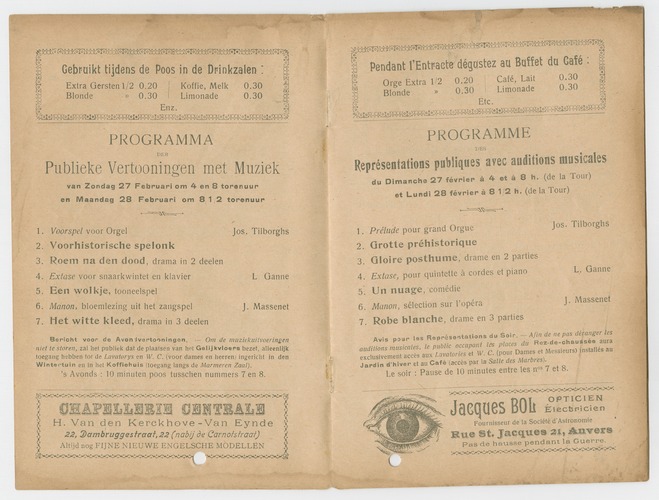 Gebruikt tijdens de Poos in de Drinkzalen :
Extra Gersten 1/2 0.20
Blonde » 0.30
Koffie, Melk 0.30
Limonade 0.30
Enz.
PROGRAMMA
DER
Publieke Vertooningen met Muziek
van Zondag 27 Februari om 4 en 8 torenuur
en Maandag 28 Februari om 8 1 2 torenuur
1. Voorspel voor Orgel Jos. Tilborghs
2. Voorhistorische spelonk
3. Roem na den dood, drama in 2 deelen
4. Extase voor snaarkwintet en klavier L. Ganne
5. Een wolkje, tooneelspel
6. Manon, bloemlezing uit het zangspel J. Massenet
7. Het witte kleed, drama in 3 deelen
Bericht voor de Avondvertooningen. — Om de muziekuitvoeringen
niet te storen, zal het publiek dat de plaatsen van het Gelijkvloers bezet, alleenlijk
toegang hebben tot de Lavatorys en W. C. (voor dames en heeren: ingericht in den
Wintertuin en in het Koffiehuis (toegang langs de Marmeren Zaal).
's Avonds : 10 minuten poos tusschen nummers 7 en 8.
CHAPELLERIE CENTRALE
H. Van den Kerckhove-Van Eynde
22, Dambruggestraat, 22 (nabij de Carnotstraat)
Altijd nog FIJNE NIEUWE ENGELSCHE MODELLEN
Pendant l'Entracte dégustez au Buffet du Café :
Orge Extra 1/2 0.20
Blonde » 0.30
Café, Lait 0.30
Limonade 0.30
Etc.
PROGRAMME
DES
Représentations publiques avec auditions musicales
du Dimanche 27 février à 4 et à 8 h. (de la Tour)
et Lundi 28 février à 8 1/2 h. (de la Tour)
1. Prélude pour grand Orgue Jos. Tilborghs
2. Grotte préhistorique
3. Gloire posthume, drame en 2 parties
4. Extase, pour quintette à cordes et piano L. Ganne
5. Un nuage, comédie
6. Manon, sélection sur l'opéra J. Massenet
7. Robe blanche, drame en 3 parties
Avis pour les Représentations du Soir. — Afin de ne pas déranger les
auditions musicales, le public occupant les places du Rez-de-chaussée aura
exclusivement accès aux Lavatories et W. C. (pour Dames et Messieurs) installés au
Jardin d'hiver et au Café (accès par la Salle des Marbres).
Le soir : Pause de 10 minutes entre les nos 7 et 8.
Jacques BOL OPTICIEN
Electricien
Fournisseur de la Société d'Astronomie
Rue St. Jacques 21, Anvers
Pas de hausse pendant la Guerre.